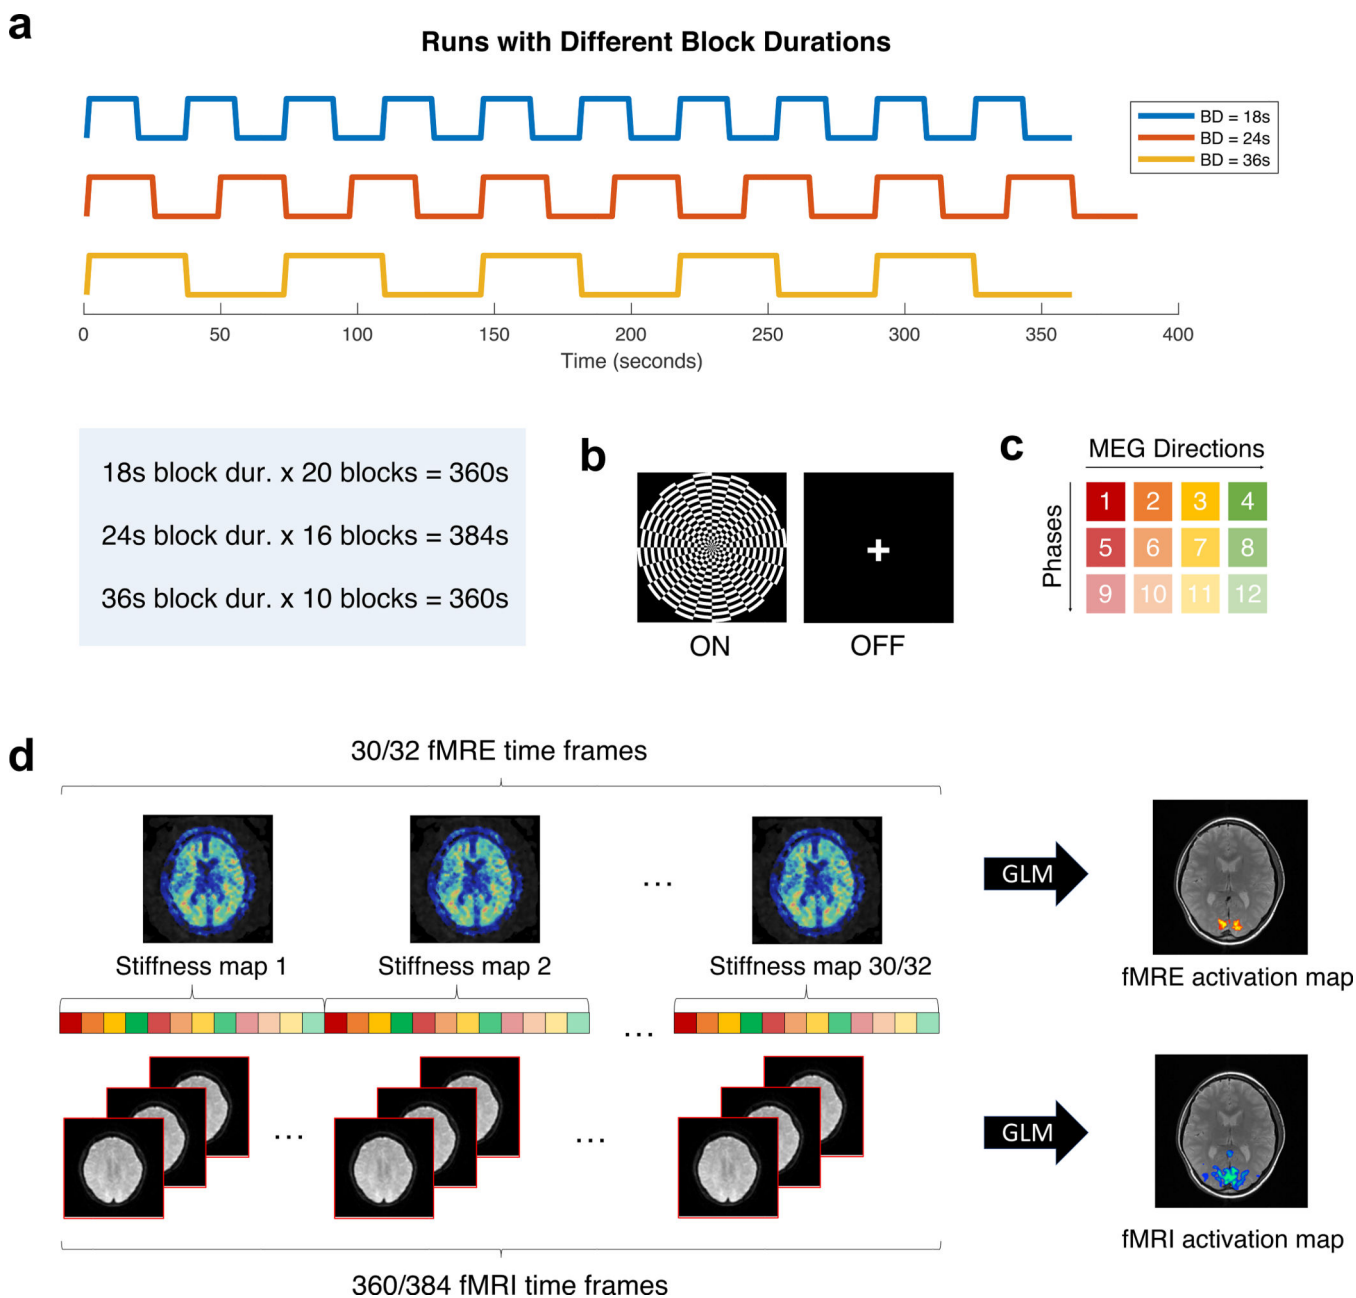 a
Runs with Different Block Durations
BD = 18s
BD = 24s
BD = 36s
0 50 100 150 200 250 300 350 400
Time (seconds)
18s block dur. x 20 blocks = 360s
24s block dur. x 16 blocks = 384s
36s block dur. x 10 blocks = 360s
b
ON
OFF
c
MEG Directions
Phases
1 2 3 4
5 6 7 8
9 10 11 12
d
30/32 fMRE time frames
...
GLM
Stiffness map 1
Stiffness map 2
Stiffness map 30/32
fMRE activation map
...
... ...
GLM
fMRI activation map
360/384 fMRI time frames